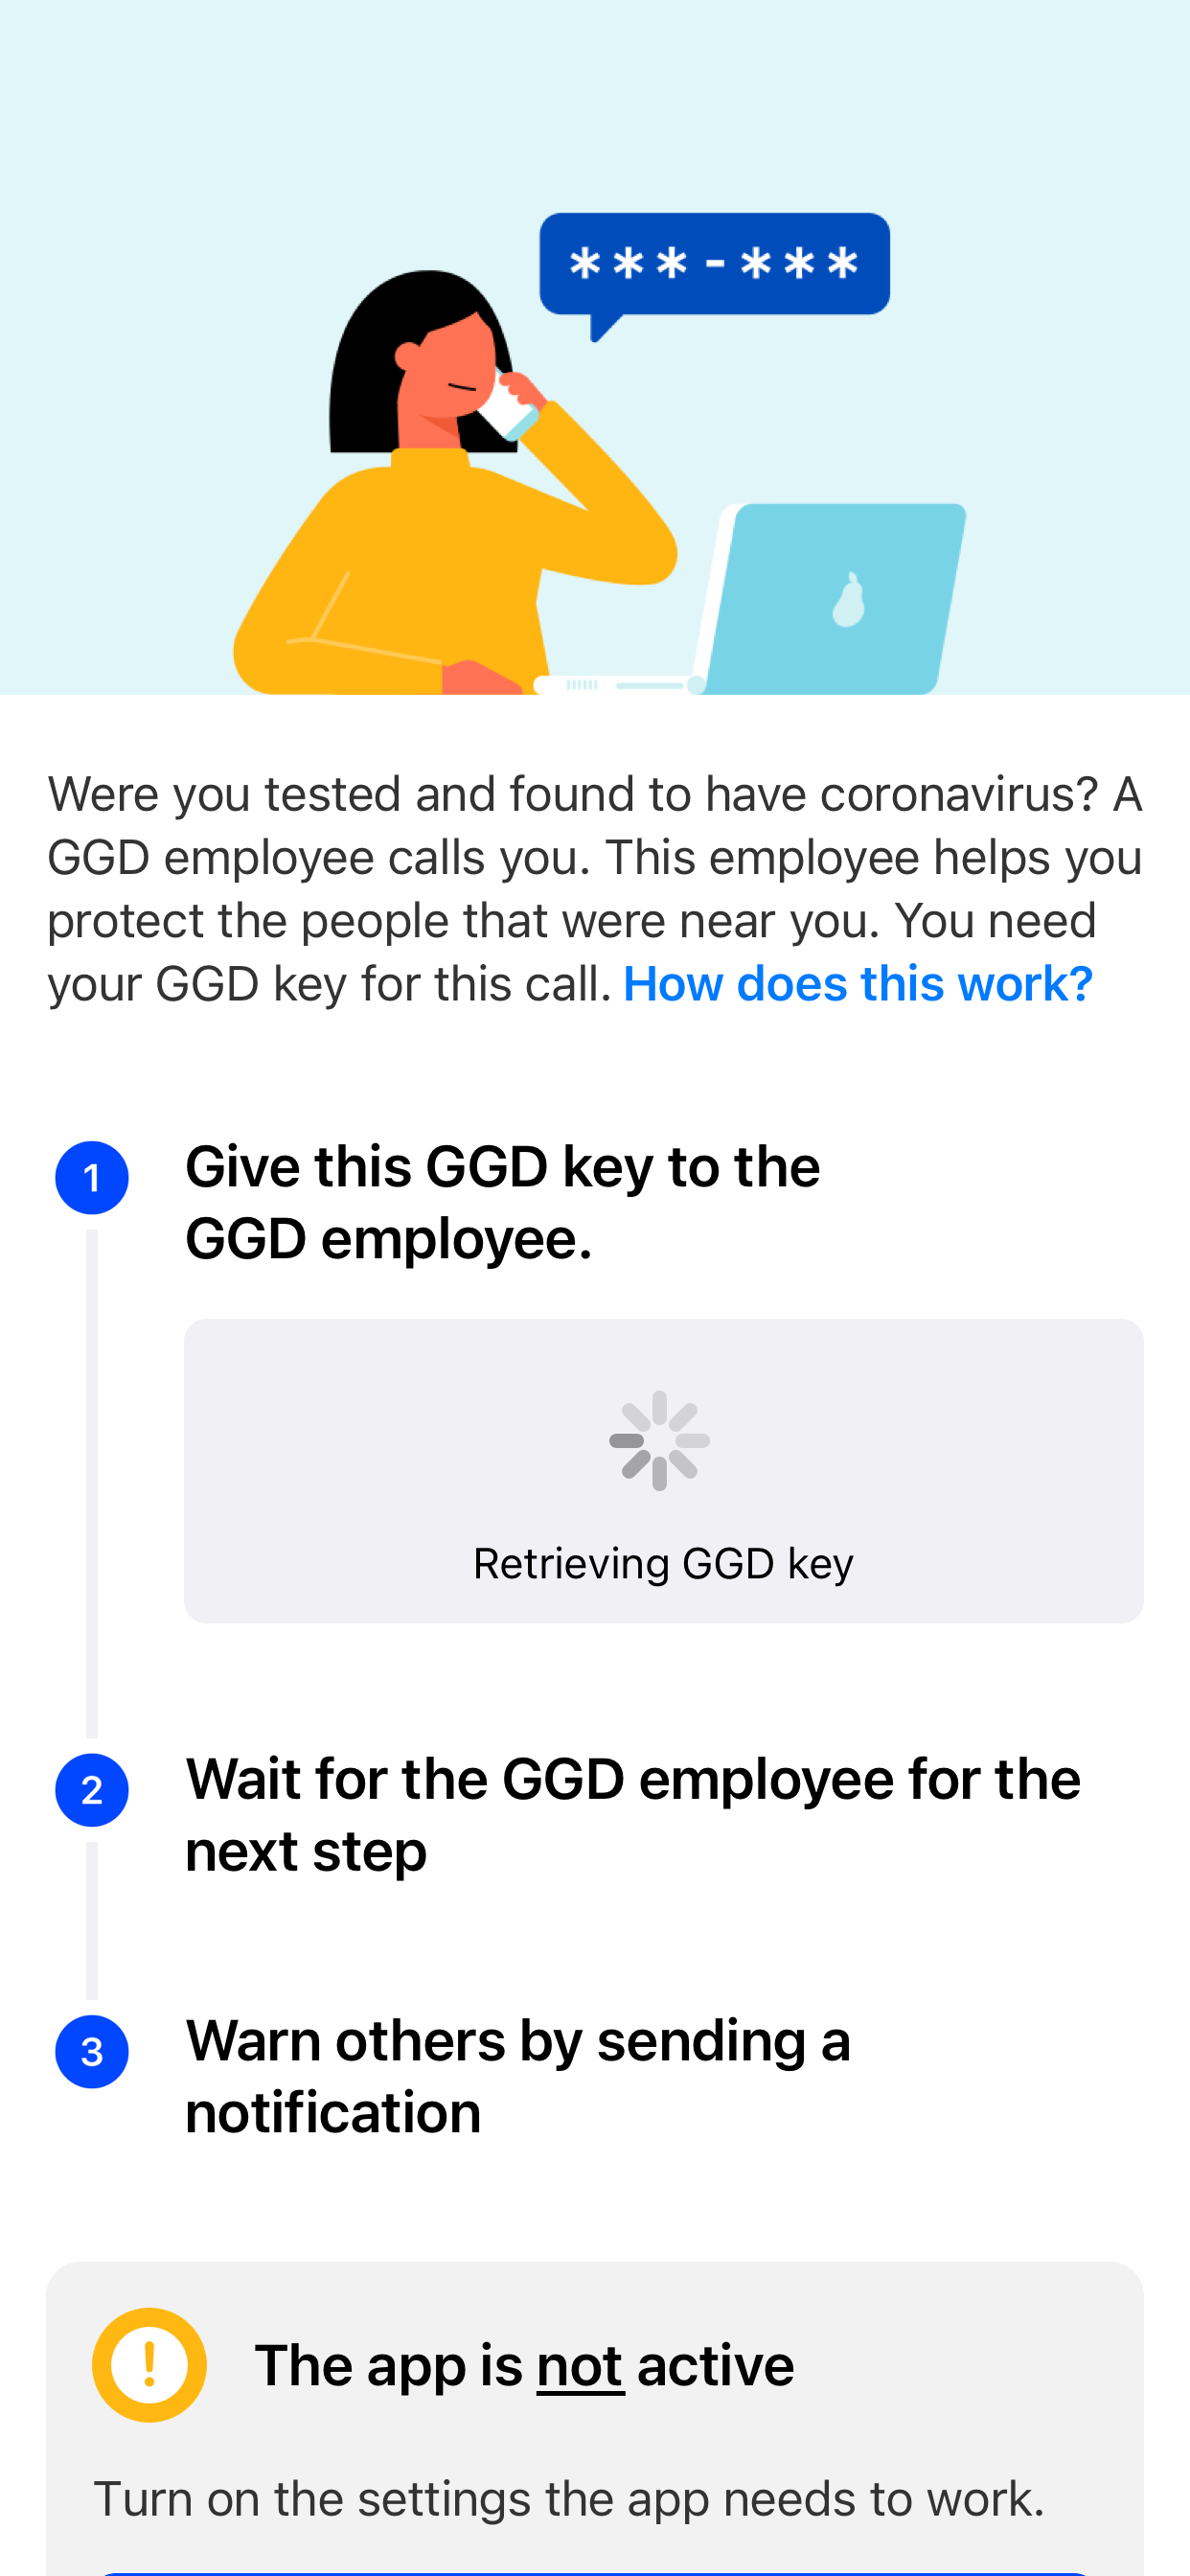 ***-***
Were you tested and found to have coronavirus? A
GGD employee calls you. This employee helps you
protect the people that were near you. You need
your GGD key for this call. How does this work?
1
Give this GGD key to the
GGD employee.
Retrieving GGD key
2
Wait for the GGD employee for the
next step
3
Warn others by sending a
notification
!
The app is not active
Turn on the settings the app needs to work.